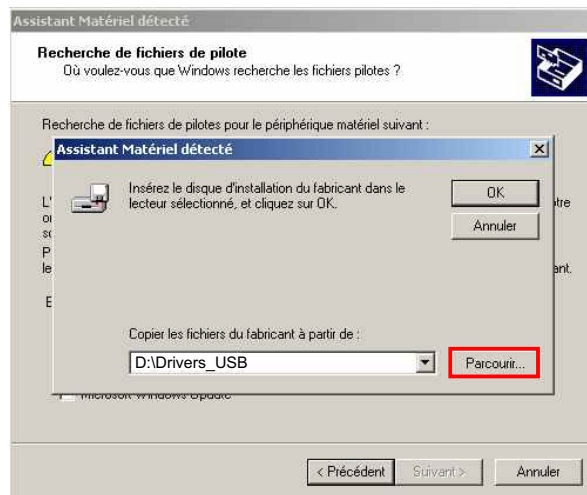 Assistant Matériel détecté
Recherche de fichiers de pilote
Où voulez-vous que Windows recherche les fichiers pilotes ?
Recherche de fichiers de pilotes pour le périphérique matériel suivant :
Assistant Matériel détecté
Insérez le disque d'installation du fabricant dans le
lecteur sélectionné, et cliquez sur OK.
OK
Annuler
Copier les fichiers du fabricant à partir de :
D:\Drivers_USB
Parcourir...
Microsoft Windows Update
< Précédent
Suivant >
Annuler